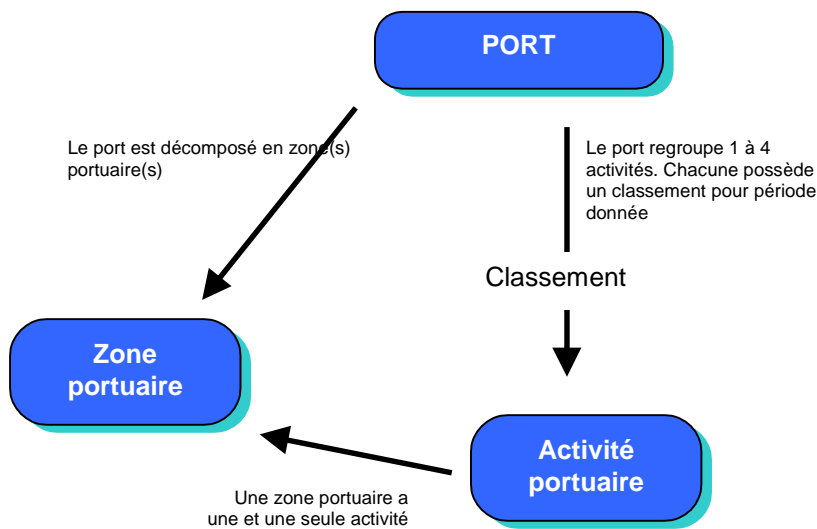 PORT
Le port est décomposé en zone(s)
portuaire(s)
Le port regroupe 1 à 4
activités. Chacune possède
un classement pour période
donnée
Classement
Zone
portuaire
Activité
portuaire
Une zone portuaire a
une et une seule activité